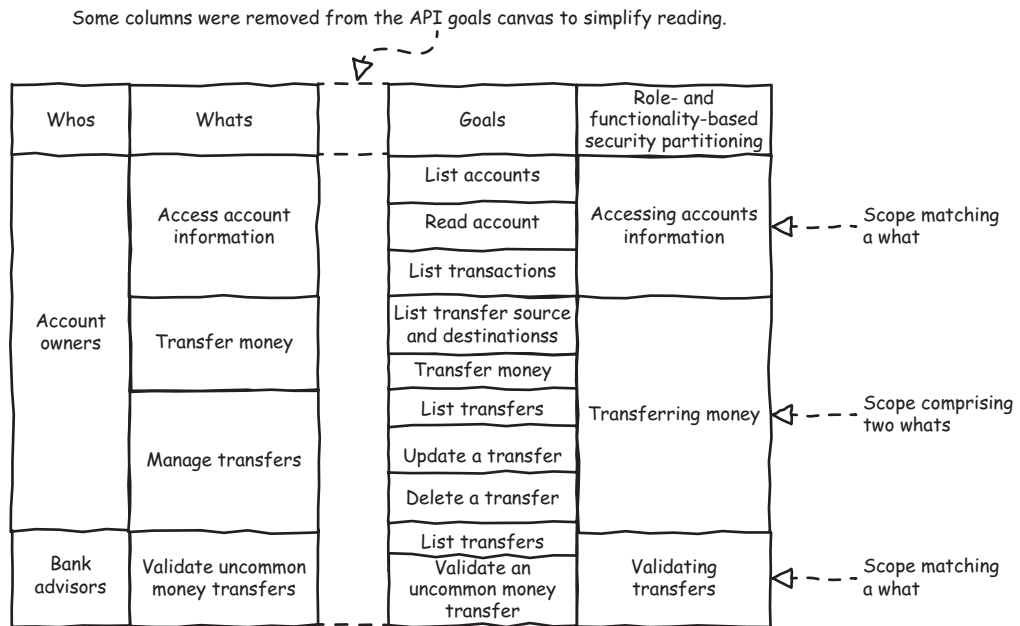 Some columns were removed from the API goals canvas to simplify reading.
Whos
Whats
Goals
Role- and
functionality-based
security partitioning
Account
owners
Access account
information
List accounts
Read account
List transactions
Accessing accounts
information
Scope matching
a what
Transfer money
List transfer source
and destinationss
Transfer money
Manage transfers
List transfers
Update a transfer
Delete a transfer
Transferring money
Scope comprising
two whats
Bank
advisors
Validate uncommon
money transfers
List transfers
Validate an
uncommon money
transfer
Validating
transfers
Scope matching
a what